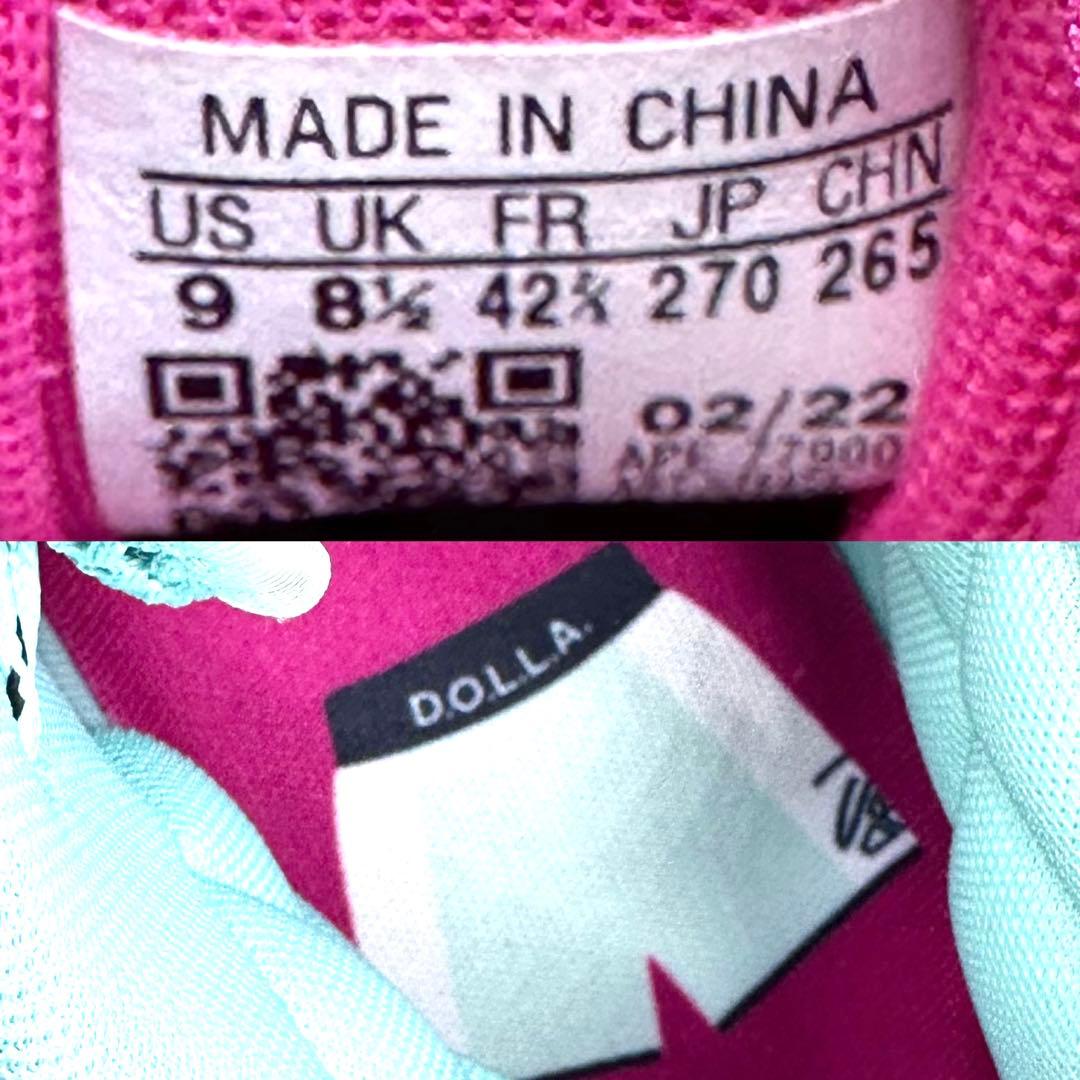 MADE IN CHINA
US UK FR JP CHN
9 8½ 42⅔ 270 265
02/22
D.O.L.L.A.